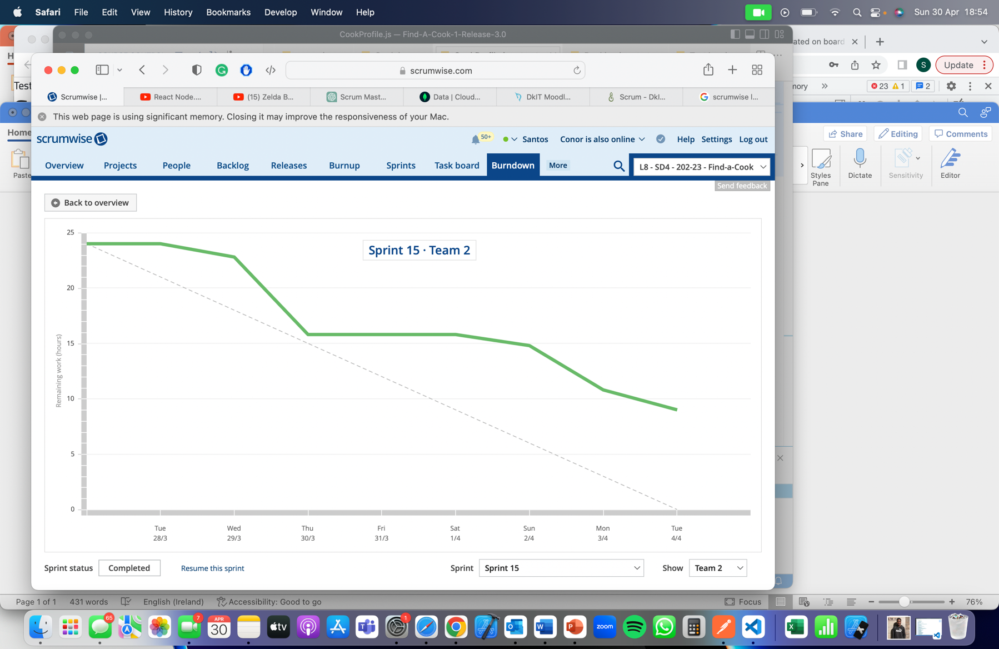 Safari File Edit View History Bookmarks Develop Window Help
Sun 30 Apr 18:54
CookProfile.js — Find-A-Cook-1-Release-3.0
ated on board
scrumwise.com
S
Update
Scrumwise |...
React Node....
(15) Zelda B...
Scrum Mast...
Data | Cloud...
DkIT Moodl...
Scrum - DkI...
scrumwise l...
nory
23
1
2
Test
This web page is using significant memory. Closing it may improve the responsiveness of your Mac.
Home
scrumwise
50+
Santos
Conor is also online
Help
Settings
Log out
Share
Editing
Comments
Overview
Projects
People
Backlog
Releases
Burnup
Sprints
Task board
Burndown
More
L8 - SD4 - 202-23 - Find-a-Cook
Paste
Styles
Pane
Dictate
Sensitivity
Editor
Send feedback
Back to overview
Sprint 15 · Team 2
25
20
15
10
5
0
Remaining work (hours)
Tue
28/3
Wed
29/3
Thu
30/3
Fri
31/3
Sat
1/4
Sun
2/4
Mon
3/4
Tue
4/4
Sprint status
Completed
Resume this sprint
Sprint
Sprint 15
Show
Team 2
Page 1 of 1
431 words
English (Ireland)
Accessibility: Good to go
Focus
76%
65
7
APR
30
tv
1
zoom